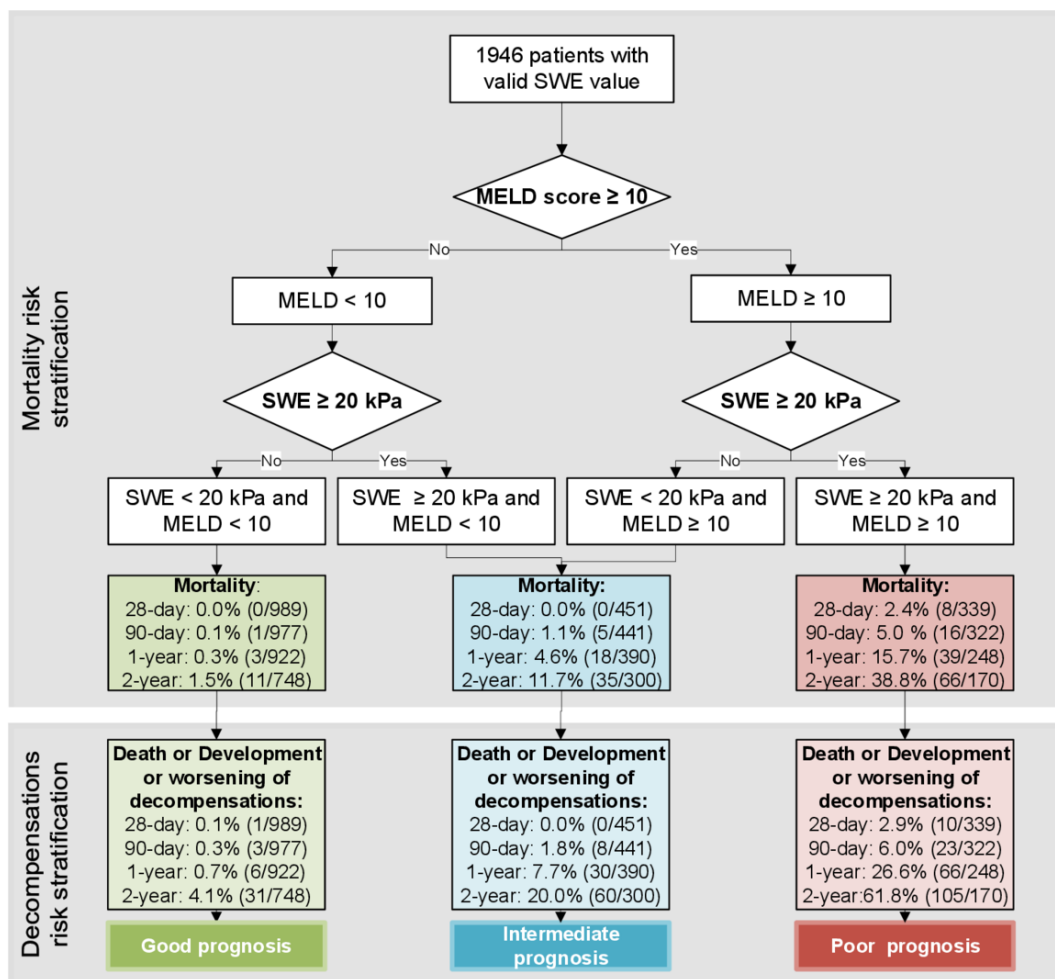 1946 patients with
valid SWE value
MELD score ≥ 10
No
Yes
MELD < 10
MELD ≥ 10
SWE ≥ 20 kPa
SWE ≥ 20 kPa
No
Yes
No
Yes
SWE < 20 kPa and
MELD < 10
SWE ≥ 20 kPa and
MELD < 10
SWE < 20 kPa and
MELD ≥ 10
SWE ≥ 20 kPa and
MELD ≥ 10
Mortality risk
stratification
Mortality:
28-day: 0.0% (0/989)
90-day: 0.1% (1/977)
1-year: 0.3% (3/922)
2-year: 1.5% (11/748)
Mortality:
28-day: 0.0% (0/451)
90-day: 1.1% (5/441)
1-year: 4.6% (18/390)
2-year: 11.7% (35/300)
Mortality:
28-day: 2.4% (8/339)
90-day: 5.0 % (16/322)
1-year: 15.7% (39/248)
2-year: 38.8% (66/170)
Decompensations
risk stratification
Death or Development
or worsening of
decompensations:
28-day: 0.1% (1/989)
90-day: 0.3% (3/977)
1-year: 0.7% (6/922)
2-year: 4.1% (31/748)
Death or Development
or worsening of
decompensations:
28-day: 0.0% (0/451)
90-day: 1.8% (8/441)
1-year: 7.7% (30/390)
2-year: 20.0% (60/300)
Death or Development
or worsening of
decompensations:
28-day: 2.9% (10/339)
90-day: 6.0% (23/322)
1-year: 26.6% (66/248)
2-year:61.8% (105/170)
Good prognosis
Intermediate
prognosis
Poor prognosis